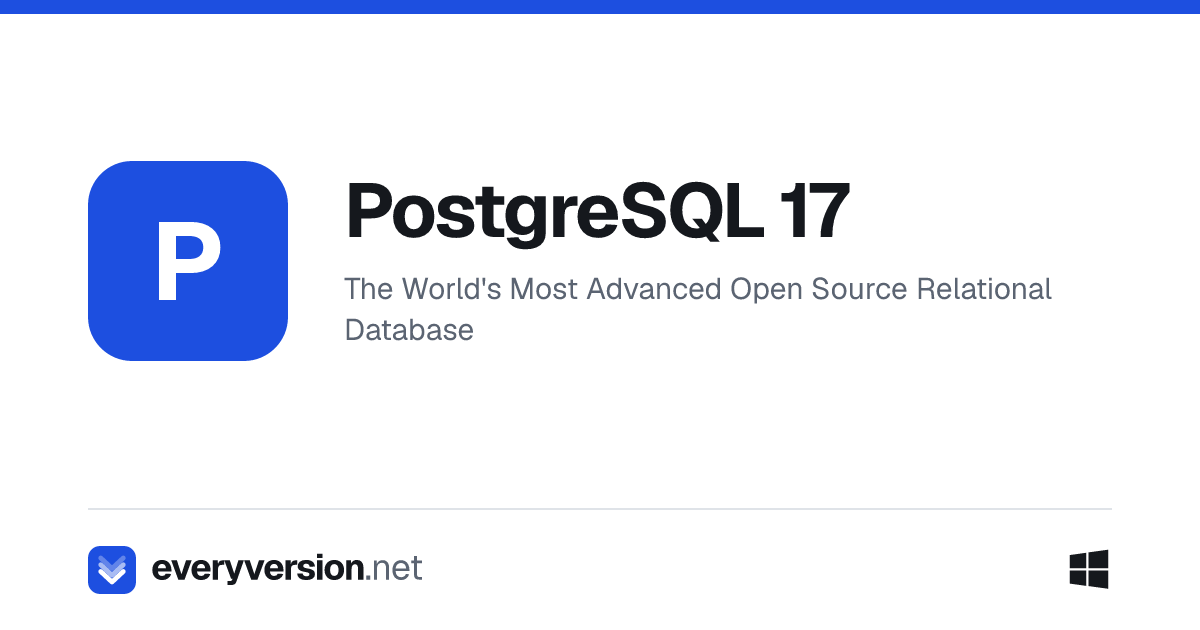 P
PostgreSQL 17
The World's Most Advanced Open Source Relational
Database
everyversion.net